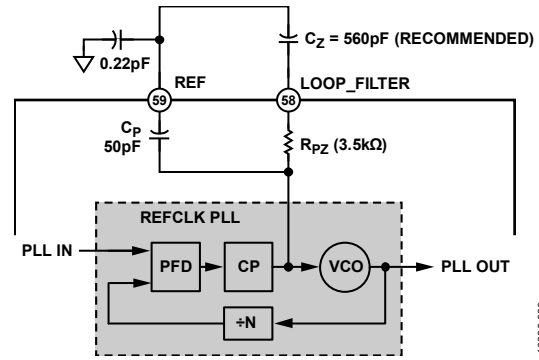 C_Z = 560pF (RECOMMENDED)
0.22pF
REF
LOOP_FILTER
59
58
C_P
50pF
R_PZ (3.5kΩ)
REFCLK PLL
PLL IN
PFD
CP
VCO
PLL OUT
÷N